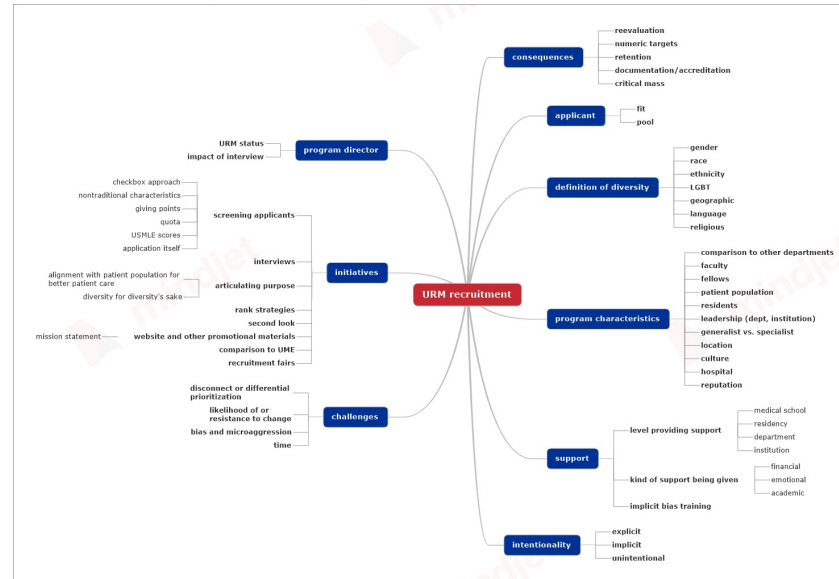 URM recruitment
program director
URM status
impact of interview
initiatives
screening applicants
checkbox approach
nontraditional characteristics
giving points
quota
USMLE scores
application itself
interviews
articulating purpose
alignment with patient population for
better patient care
diversity for diversity's sake
rank strategies
second look
website and other promotional materials
mission statement
comparison to UME
recruitment fairs
challenges
disconnect or differential
prioritization
likelihood of or
resistance to change
bias and microaggression
time
consequences
reevaluation
numeric targets
retention
documentation/accreditation
critical mass
applicant
fit
pool
definition of diversity
gender
race
ethnicity
LGBT
geographic
language
religious
program characteristics
comparison to other departments
faculty
fellows
patient population
residents
leadership (dept, institution)
generalist vs. specialist
location
culture
hospital
reputation
support
level providing support
medical school
residency
department
institution
kind of support being given
financial
emotional
academic
implicit bias training
intentionality
explicit
implicit
unintentional
mindjet
mindjet
mindjet